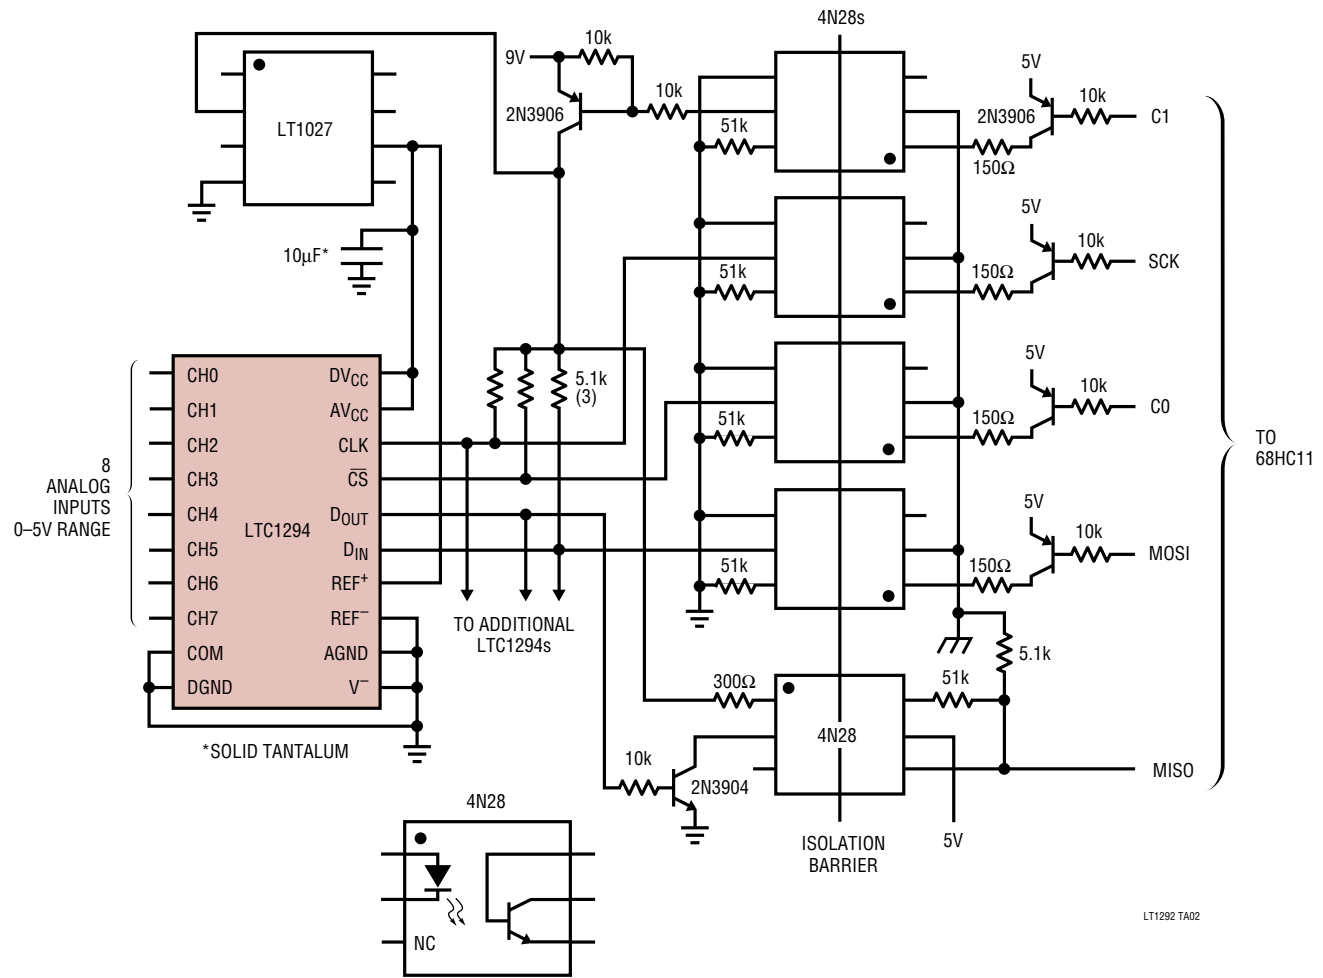 4N28s
9V
10k
10k
2N3906
LT1027
10µF*
51k
51k
51k
51k
5V
2N3906
10k
C1
150Ω
5V
10k
SCK
150Ω
5V
10k
C0
150Ω
5V
10k
MOSI
150Ω
TO
68HC11
5.1k
(3)
8
ANALOG
INPUTS
0–5V RANGE
CH0
CH1
CH2
CH3
CH4
CH5
CH6
CH7
COM
DGND
LTC1294
DVCC
AVCC
CLK
C̅S̅
DOUT
DIN
REF+
REF–
AGND
V–
TO ADDITIONAL
LTC1294s
*SOLID TANTALUM
300Ω
10k
2N3904
4N28
51k
5.1k
MISO
5V
ISOLATION
BARRIER
4N28
NC
LT1292 TA02